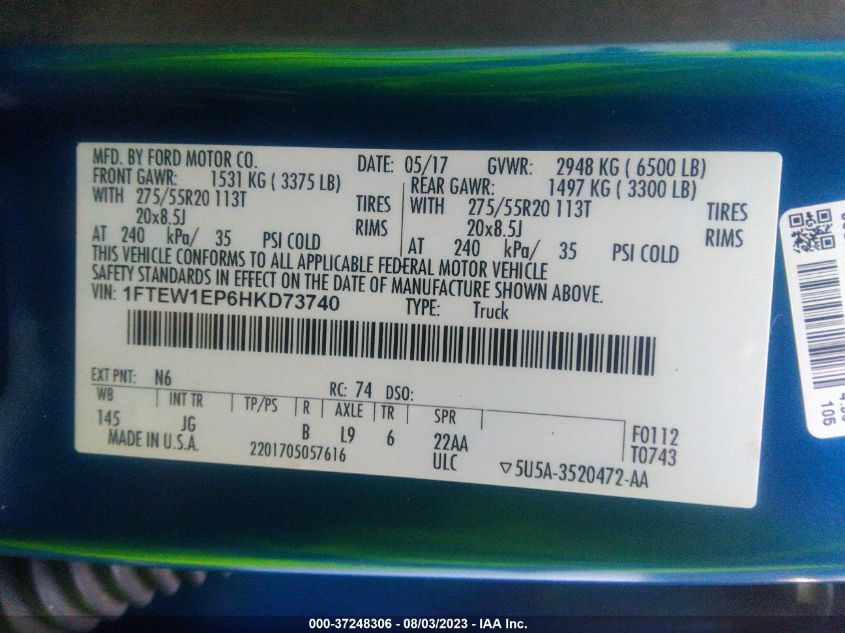 MFD. BY FORD MOTOR CO. DATE: 05/17 GVWR: 2948 KG ( 6500 LB)
FRONT GAWR: 1531 KG ( 3375 LB) REAR GAWR: 1497 KG ( 3300 LB)
WITH 275/55R20 113T TIRES WITH 275/55R20 113T TIRES
20x8.5J RIMS 20x8.5J RIMS
AT 240 kPa/ 35 PSI COLD AT 240 kPa/ 35 PSI COLD
THIS VEHICLE CONFORMS TO ALL APPLICABLE FEDERAL MOTOR VEHICLE
SAFETY STANDARDS IN EFFECT ON THE DATE OF MANUFACTURE SHOWN ABOVE.
VIN: 1FTEW1EP6HKD73740 TYPE: Truck
EXT PNT: N6 RC: 74 DSO:
WB INT TR TP/PS R AXLE TR SPR
145 JG B L9 6 22AA F0112
MADE IN U.S.A. 2201705057616 ULC T0743
5U5A-3520472-AA
105
000-37248306 - 08/03/2023 - IAA Inc.